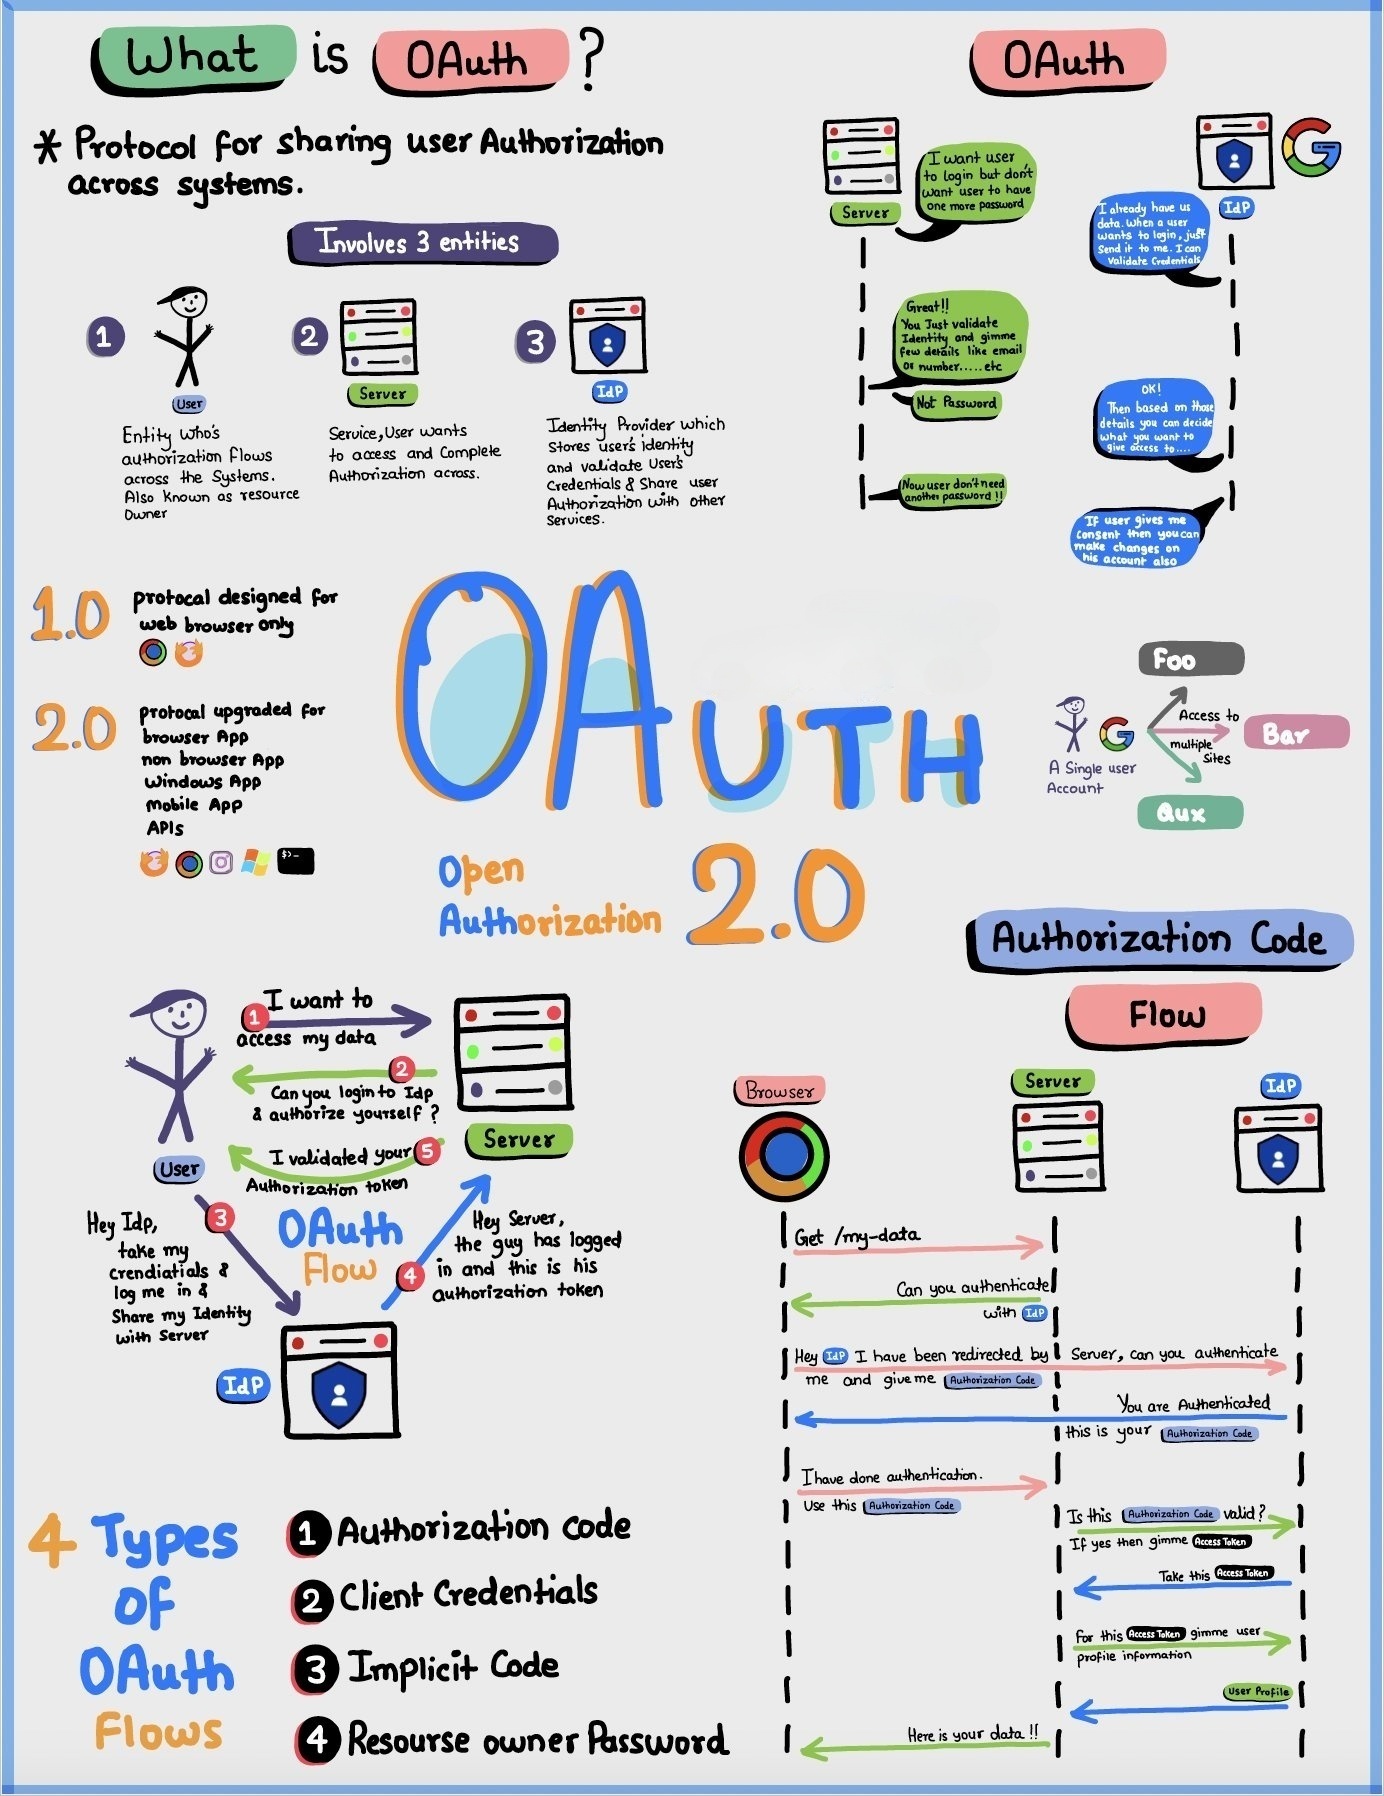 What is OAuth ?
* Protocol for sharing user Authorization
across systems.
Involves 3 entities
1
User
Entity who's
authorization flows
across the Systems.
Also known as resource
Owner
2
Server
Service, User wants
to access and Complete
Authorization across.
3
IdP
Identity Provider which
Stores user's identity
and validate User's
Credentials & Share user
Authorization with other
Services.
OAuth
Server
IdP
I want user
to login but don't
want user to have
one more password
I already have us
data. When a user
wants to login, just
send it to me. I can
validate Credentials
Great!!
You Just validate
Identity and gimme
few details like email
or number.....etc
Not Password
OK!
Then based on those
details you can decide
what you want to
give access to....
Now user don't need
another password !!
If user gives me
consent then you can
make changes on
his account also
1.0
protocal designed for
web browser only
2.0
protocal upgraded for
browser App
non browser App
Windows App
Mobile App
APIs
$>_
OAUTH
Open
Authorization
2.0
A Single user
Account
Access to
multiple
Sites
Foo
Bar
Qux
1
I want to
access my data
2
Can you login to Idp
& authorize yourself ?
5
I validated your
Authorization token
User
Server
3
Hey Idp,
take my
crendiatials &
log me in &
Share my Identity
with Server
OAuth
Flow
4
Hey Server,
the guy has logged
in and this is his
authorization token
IdP
Authorization Code
Flow
Browser
Server
IdP
Get /my-data
Can you authenticate
with IdP
Hey IdP I have been redirected by Server, can you authenticate
me and give me Authorization Code
You are Authenticated
this is your Authorization Code
I have done authentication.
Use this Authorization Code
Is this Authorization Code valid?
If yes then gimme Access Token
Take this Access Token
for this Access Token gimme user
profile information
User Profile
Here is your data !!
4 Types
of
OAuth
Flows
1 Authorization code
2 Client Credentials
3 Implicit Code
4 Resourse owner Password